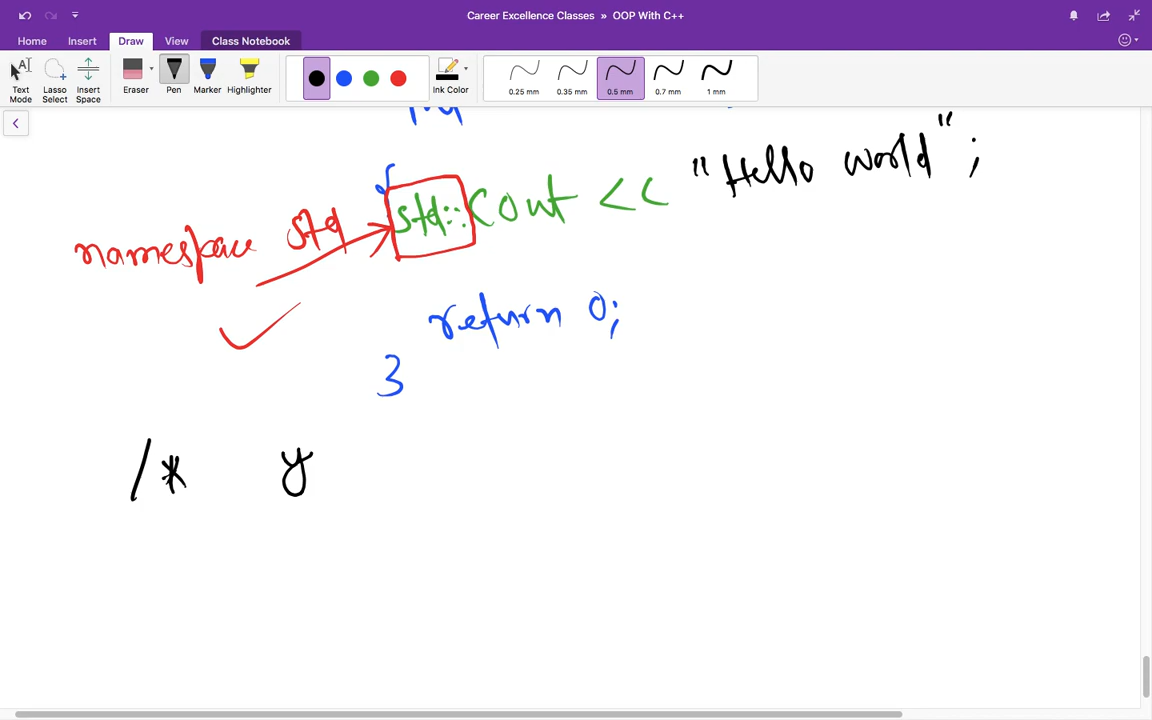 Career Excellence Classes » OOP With C++
Home Insert Draw View Class Notebook
Text Mode Lasso Select Insert Space Eraser Pen Marker Highlighter Ink Color 0.25 mm 0.35 mm 0.5 mm 0.7 mm 1 mm
namespace std std::cout << "Hello world";
return 0;
}
/* y